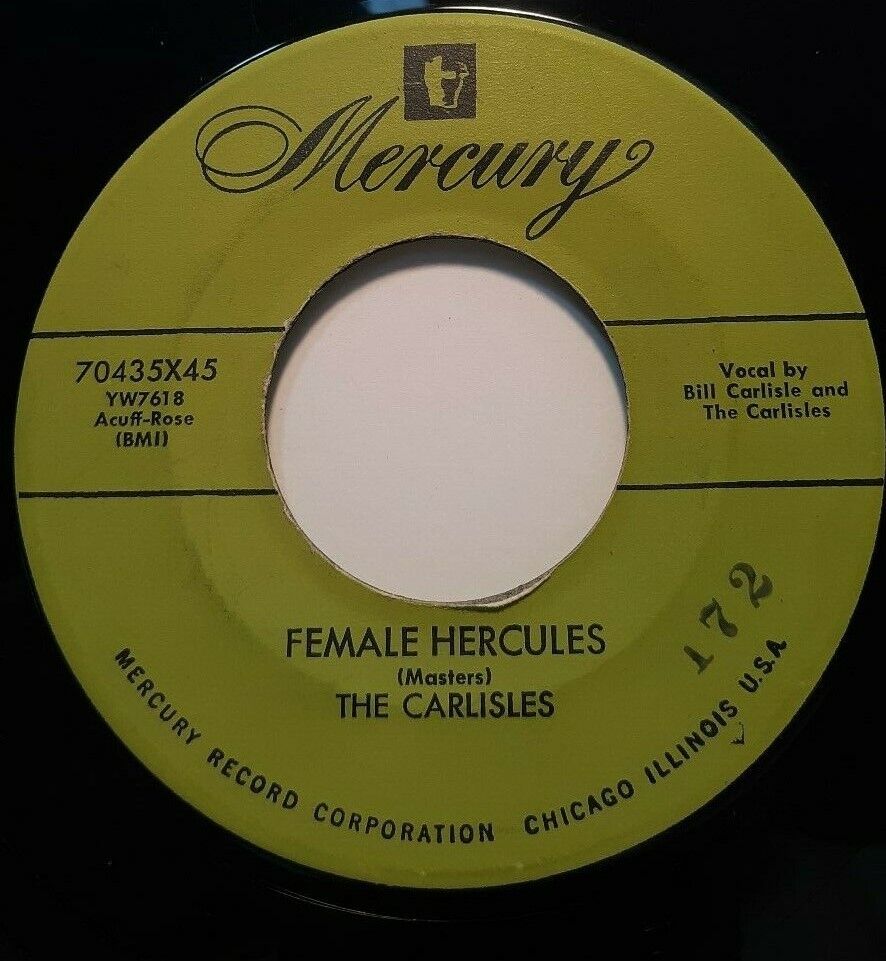 Mercury
70435X45
YW7618
Acuff-Rose
(BMI)
Vocal by
Bill Carlisle and
The Carlisles
FEMALE HERCULES
(Masters)
THE CARLISLES
172
MERCURY RECORD CORPORATION CHICAGO ILLINOIS U.S.A